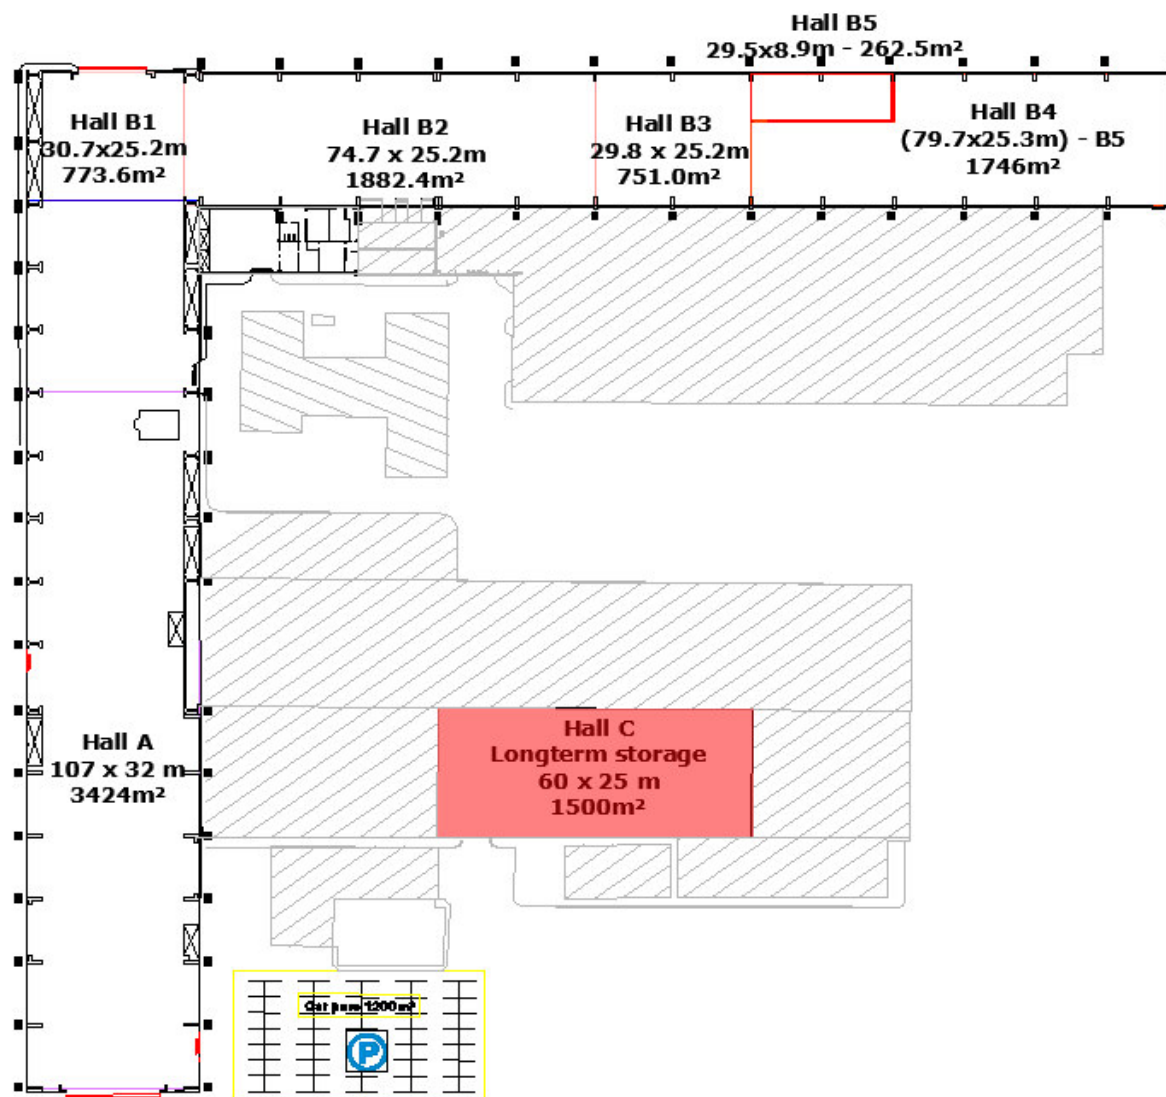 Hall B5
29.5x8.9m - 262.5m²
Hall B1
30.7x25.2m
773.6m²
Hall B2
74.7 x 25.2m
1882.4m²
Hall B3
29.8 x 25.2m
751.0m²
Hall B4
(79.7x25.3m) - B5
1746m²
Hall A
107 x 32 m
3424m²
Hall C
Longterm storage
60 x 25 m
1500m²
1200m²
P